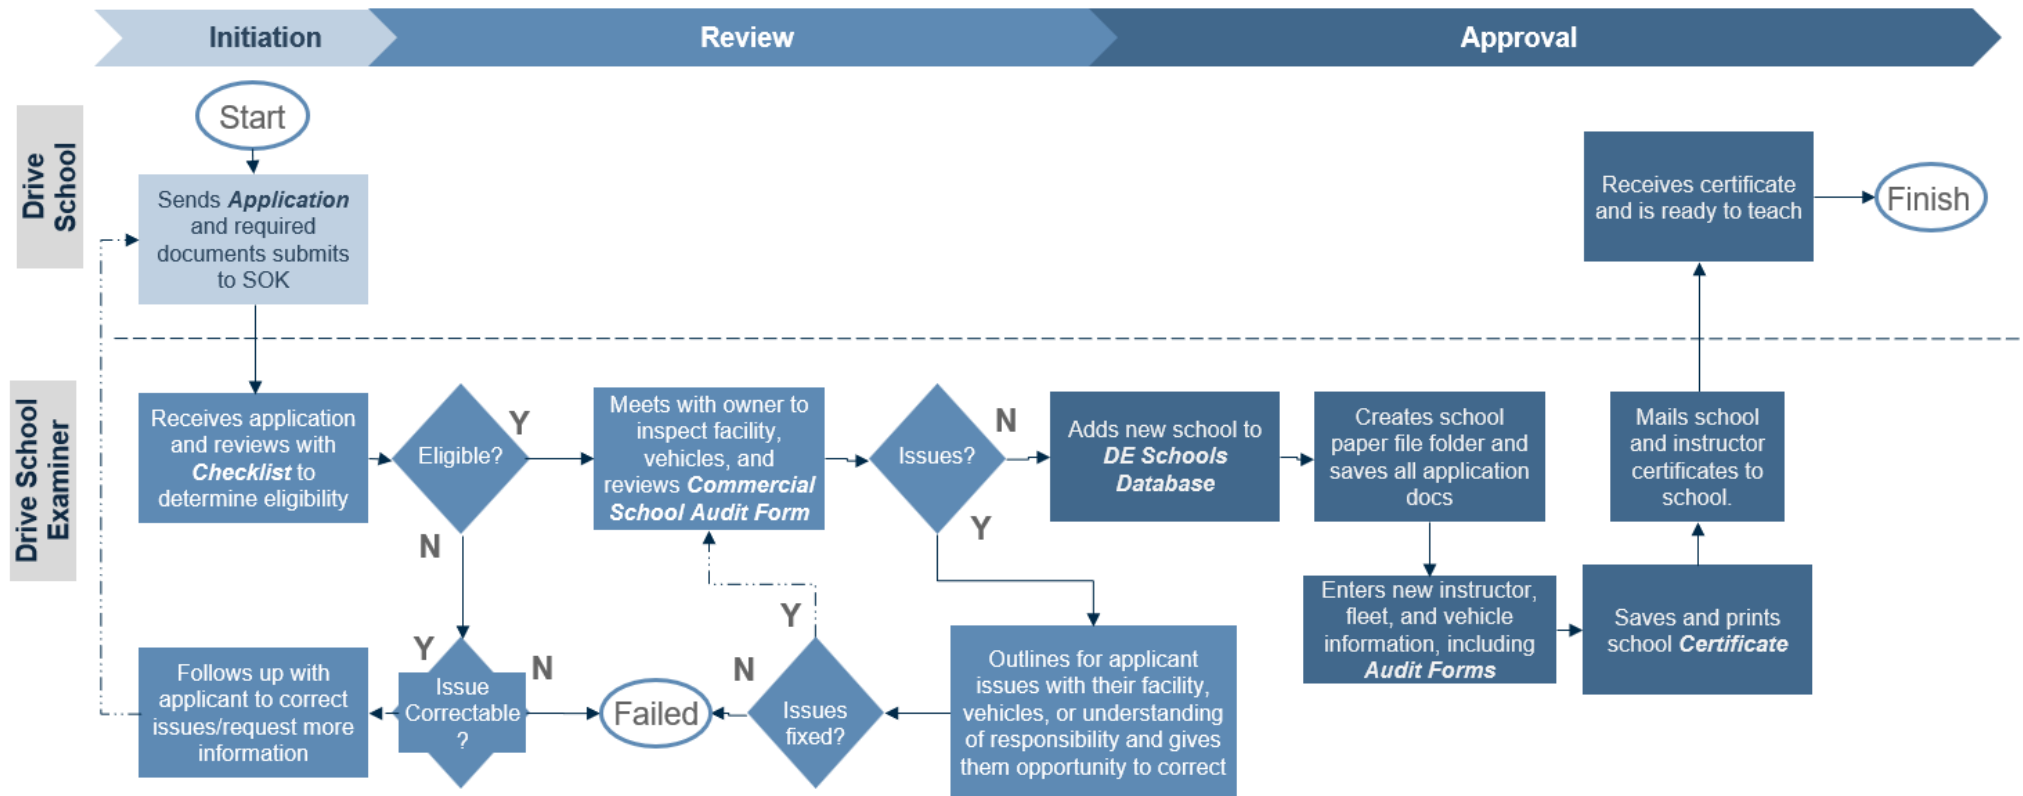 Initiation
Review
Approval
Drive
School
Start
Sends Application
and required
documents submits
to SOK
Receives certificate
and is ready to teach
Finish
Drive School
Examiner
Receives application
and reviews with
Checklist to
determine eligibility
Eligible?
Y
N
Meets with owner to
inspect facility,
vehicles, and
reviews Commercial
School Audit Form
Issues?
N
Y
Adds new school to
DE Schools
Database
Creates school
paper file folder and
saves all application
docs
Mails school
and instructor
certificates to
school.
Follows up with
applicant to correct
issues/request more
information
Y
Issue
Correctable
?
N
Failed
N
Y
Issues
fixed?
Outlines for applicant
issues with their facility,
vehicles, or understanding
of responsibility and gives
them opportunity to correct
Enters new instructor,
fleet, and vehicle
information, including
Audit Forms
Saves and prints
school Certificate